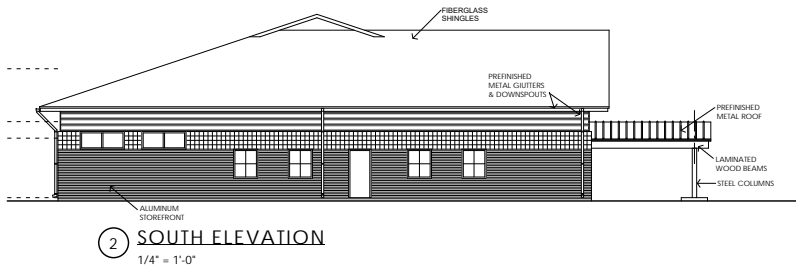 FIBERGLASS
SHINGLES
PREFINISHED
METAL GIUTTERS
& DOWNSPOUTS
PREFINISHED
METAL ROOF
LAMINATED
WOOD BEAMS
STEEL COLUMNS
ALUMINUM
STOREFRONT
2 SOUTH ELEVATION
1/4" = 1'-0"